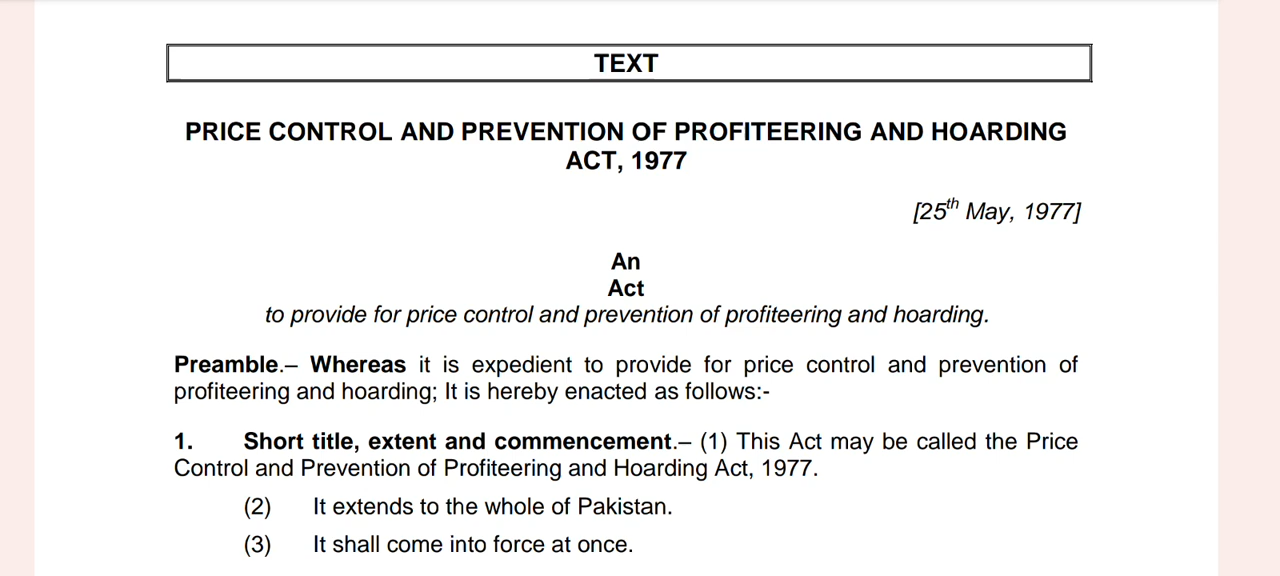 TEXT
PRICE CONTROL AND PREVENTION OF PROFITEERING AND HOARDING
ACT, 1977
[25th May, 1977]
An
Act
to provide for price control and prevention of profiteering and hoarding.
Preamble.– Whereas it is expedient to provide for price control and prevention of
profiteering and hoarding; It is hereby enacted as follows:-
1. Short title, extent and commencement.– (1) This Act may be called the Price
Control and Prevention of Profiteering and Hoarding Act, 1977.
(2) It extends to the whole of Pakistan.
(3) It shall come into force at once.